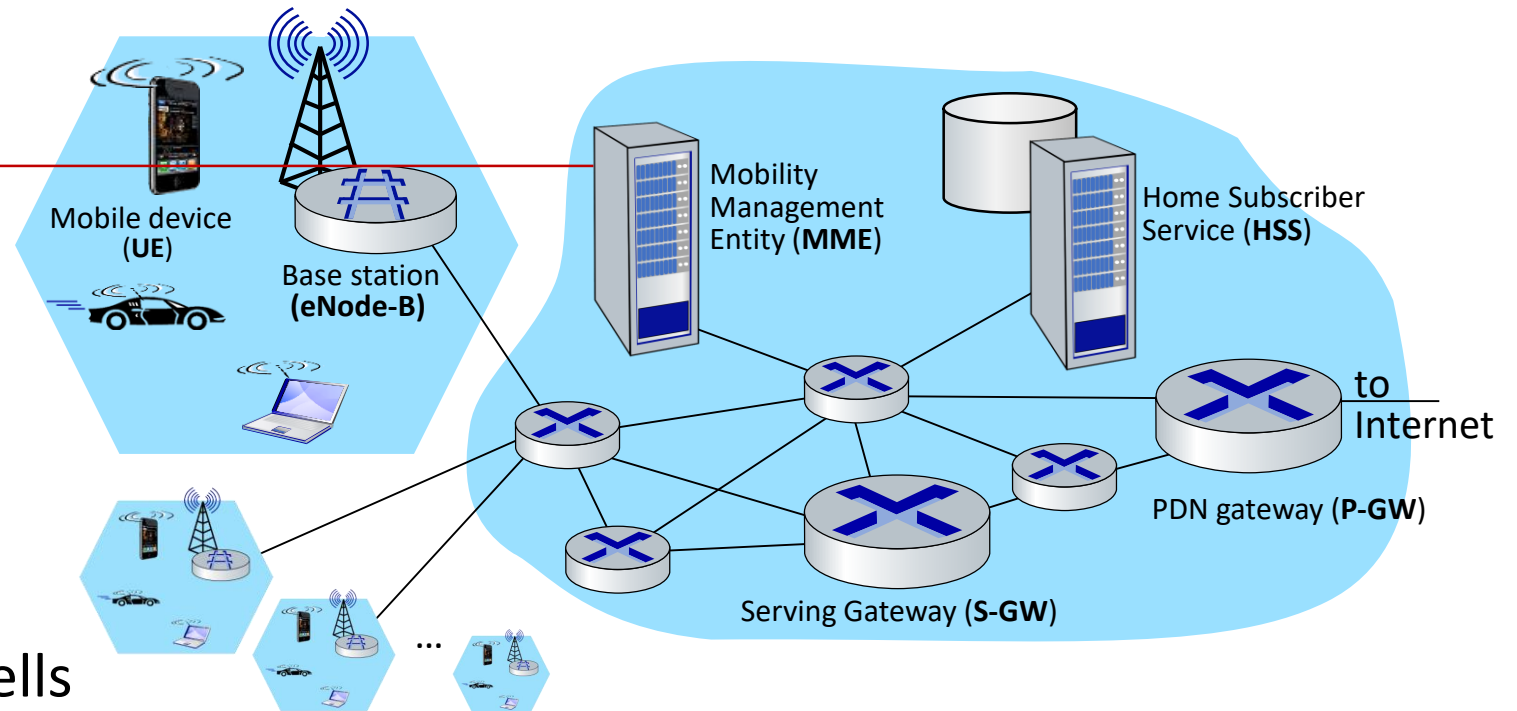 Mobile device
(UE)
Base station
(eNode-B)
Mobility
Management
Entity (MME)
Home Subscriber
Service (HSS)
to
Internet
PDN gateway (P-GW)
Serving Gateway (S-GW)
...
ells